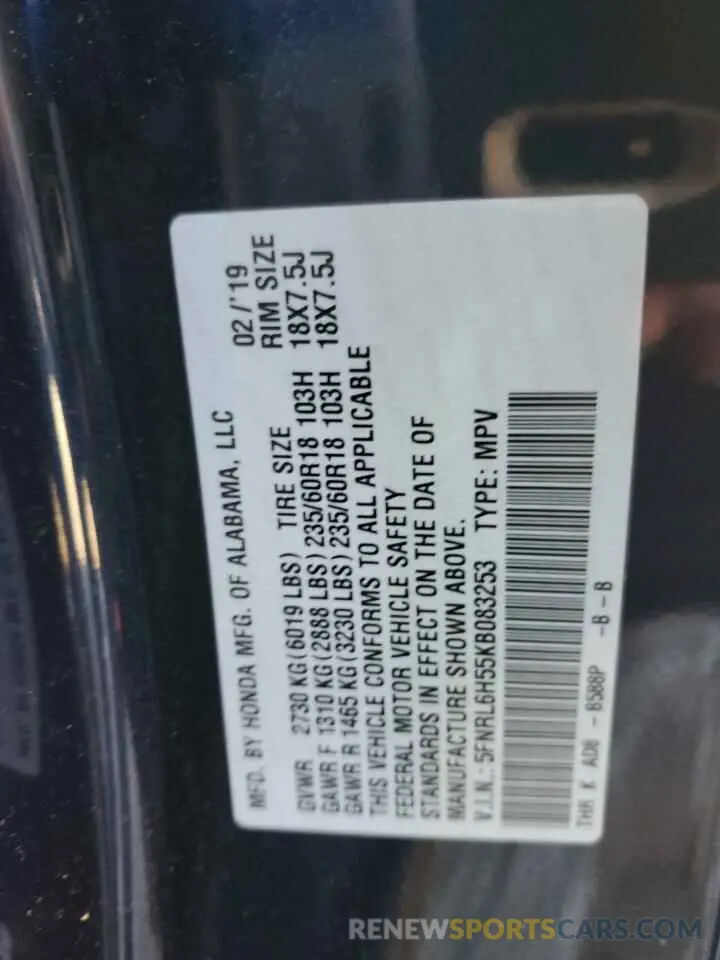 MFD. BY HONDA MFG. OF ALABAMA, LLC 02/'19
GVWR 2730 KG(6019 LBS) TIRE SIZE RIM SIZE
GAWR F 1310 KG(2888 LBS)235/60R18 103H 18X7.5J
GAWR R 1465 KG(3230 LBS)235/60R18 103H 18X7.5J
THIS VEHICLE CONFORMS TO ALL APPLICABLE
FEDERAL MOTOR VEHICLE SAFETY
STANDARDS IN EFFECT ON THE DATE OF
MANUFACTURE SHOWN ABOVE.
V.I.N.: 5FNRL6H55KB083253 TYPE: MPV
THR K AD8 - B588P -B-B
RENEWSPORTSCARS.COM